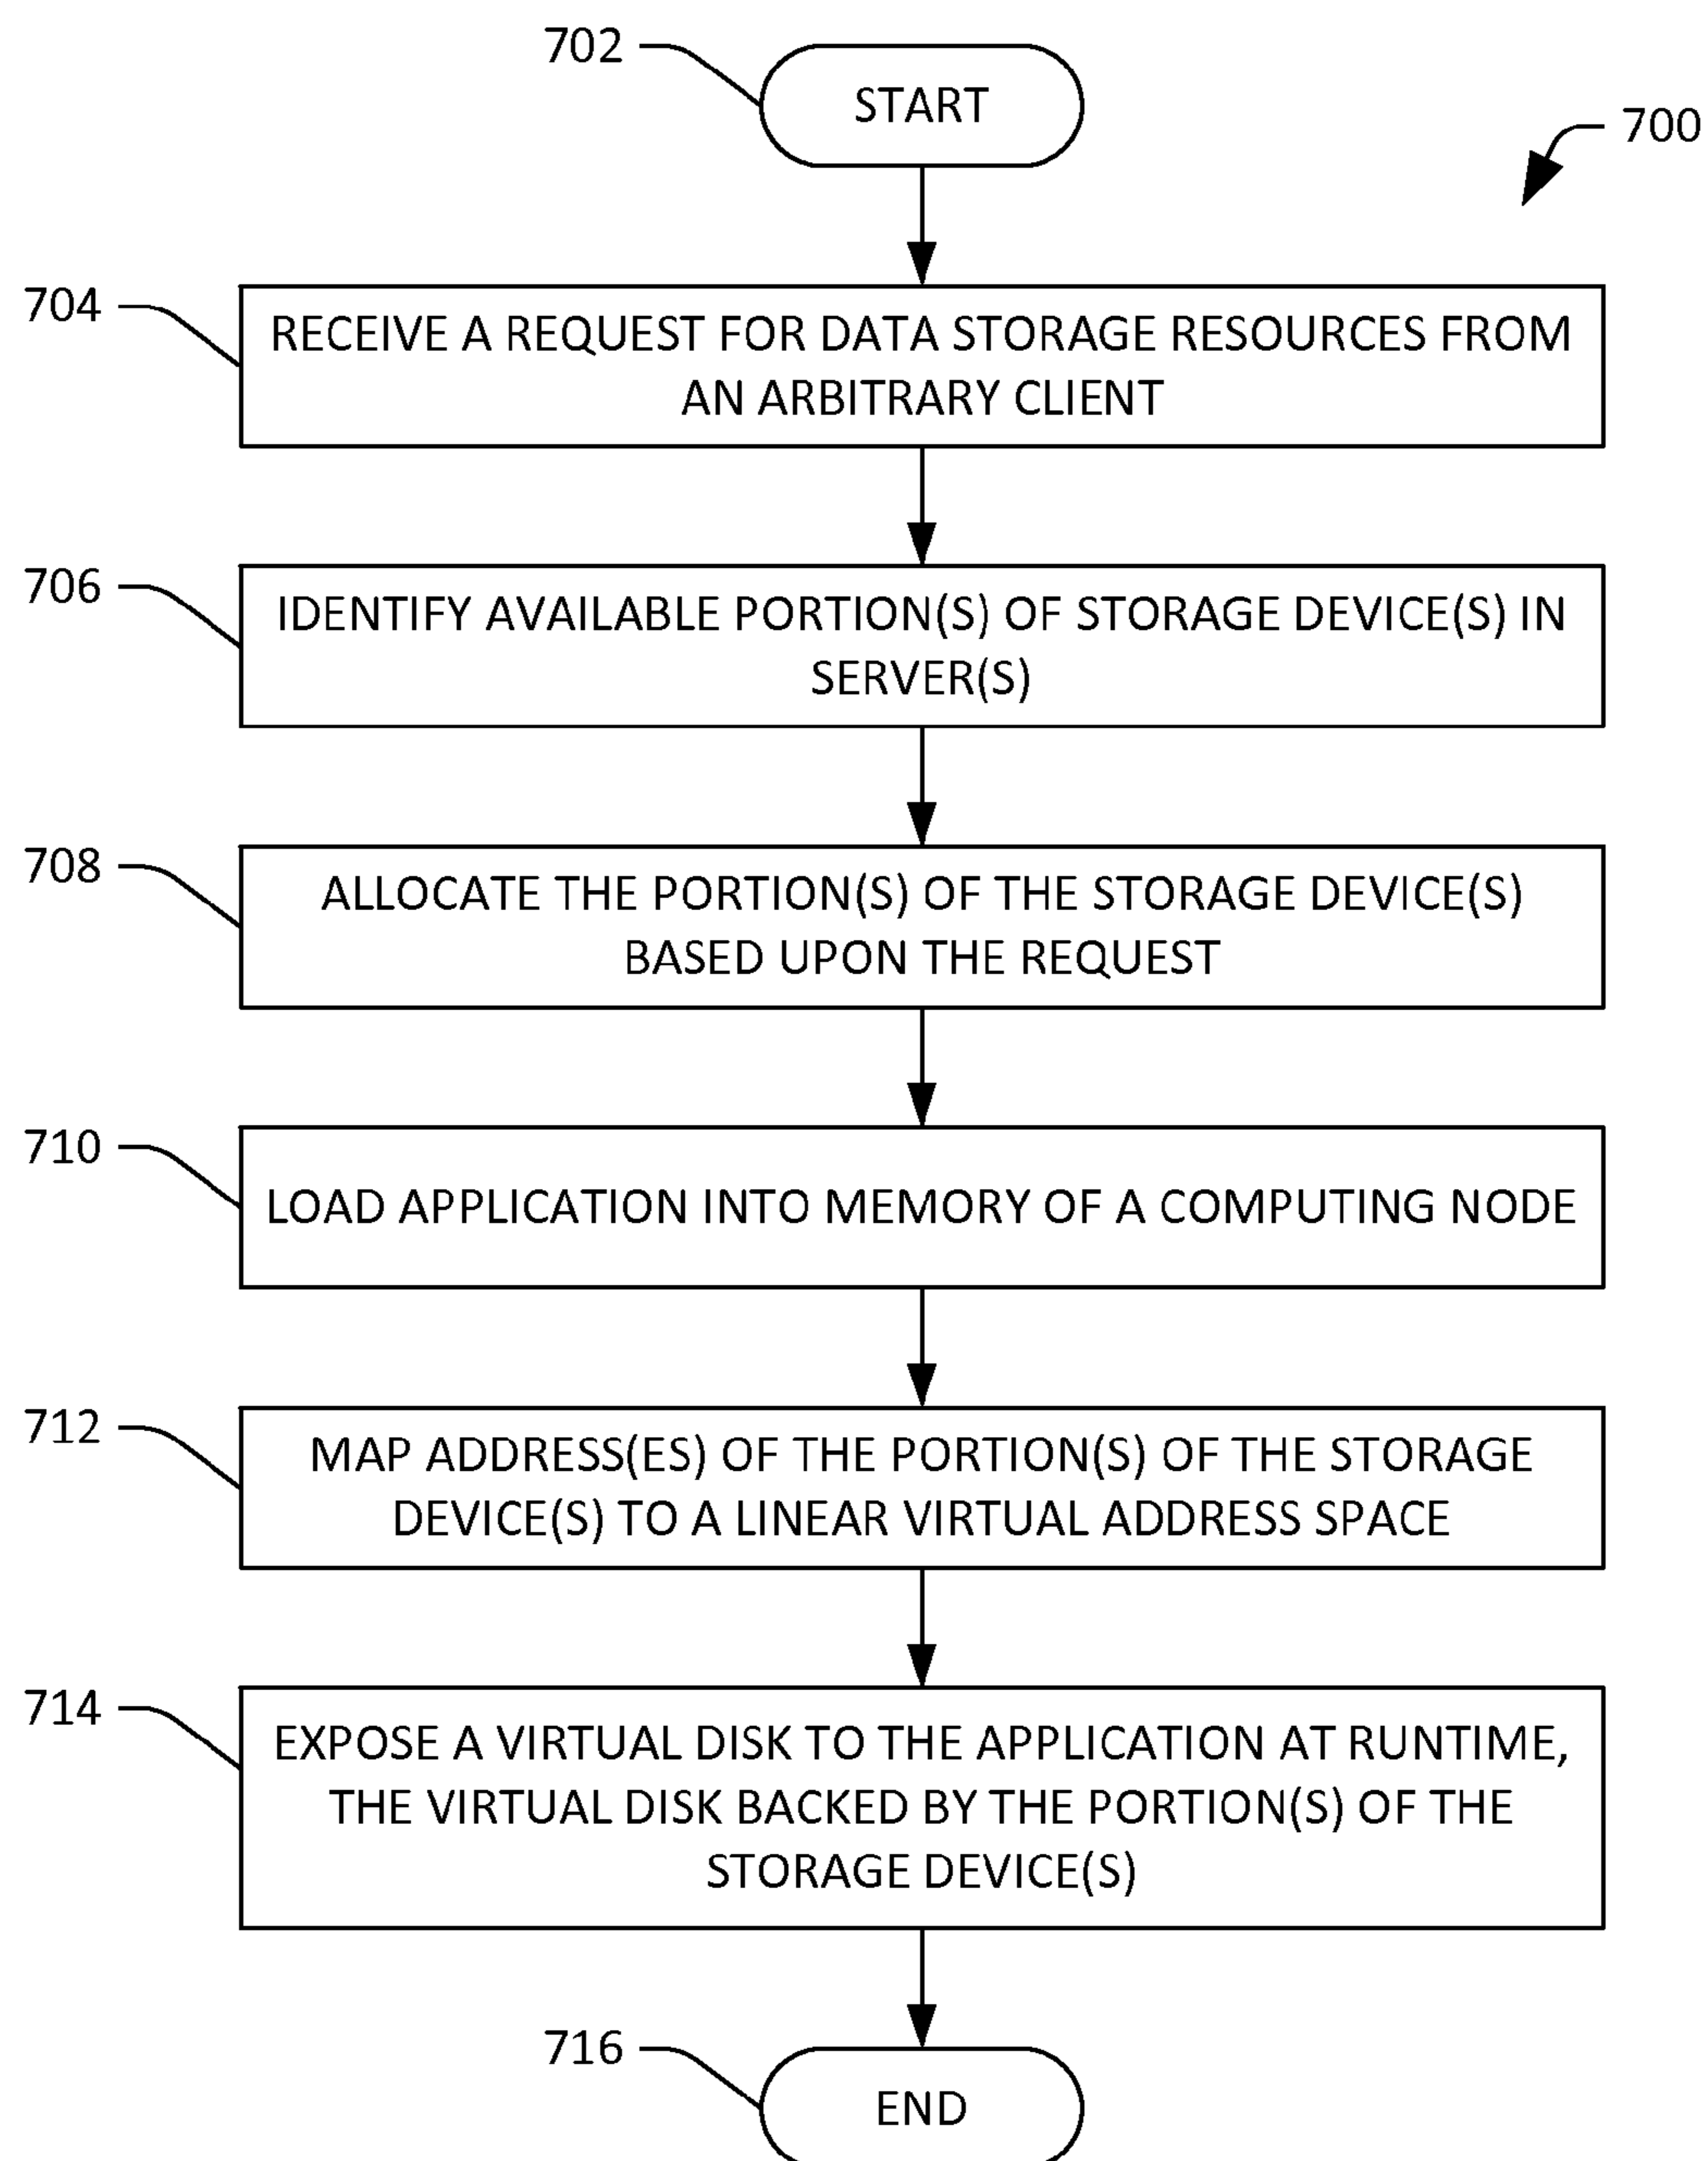 702
START
700
704
RECEIVE A REQUEST FOR DATA STORAGE RESOURCES FROM
AN ARBITRARY CLIENT
706
IDENTIFY AVAILABLE PORTION(S) OF STORAGE DEVICE(S) IN
SERVER(S)
708
ALLOCATE THE PORTION(S) OF THE STORAGE DEVICE(S)
BASED UPON THE REQUEST
710
LOAD APPLICATION INTO MEMORY OF A COMPUTING NODE
712
MAP ADDRESS(ES) OF THE PORTION(S) OF THE STORAGE
DEVICE(S) TO A LINEAR VIRTUAL ADDRESS SPACE
714
EXPOSE A VIRTUAL DISK TO THE APPLICATION AT RUNTIME,
THE VIRTUAL DISK BACKED BY THE PORTION(S) OF THE
STORAGE DEVICE(S)
716
END